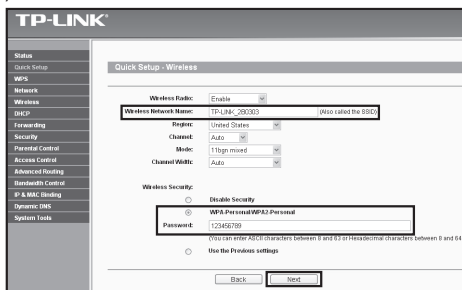 TP-LINK®
Status
Quick Setup
WPS
Network
Wireless
DHCP
Forwarding
Security
Parental Control
Access Control
Advanced Routing
Bandwidth Control
IP & MAC Binding
Dynamic DNS
System Tools
Quick Setup - Wireless
Wireless Radio: Enable
Wireless Network Name: TP-LINK_2B0303 (Also called the SSID)
Region: United States
Channel: Auto
Mode: 11bgn mixed
Channel Width: Auto
Wireless Security:
Disable Security
WPA-Personal/WPA2-Personal
Password: 123456789
(You can enter ASCII characters between 8 and 63 or Hexadecimal characters between 8 and 64
Use the Previous settings
Back Next